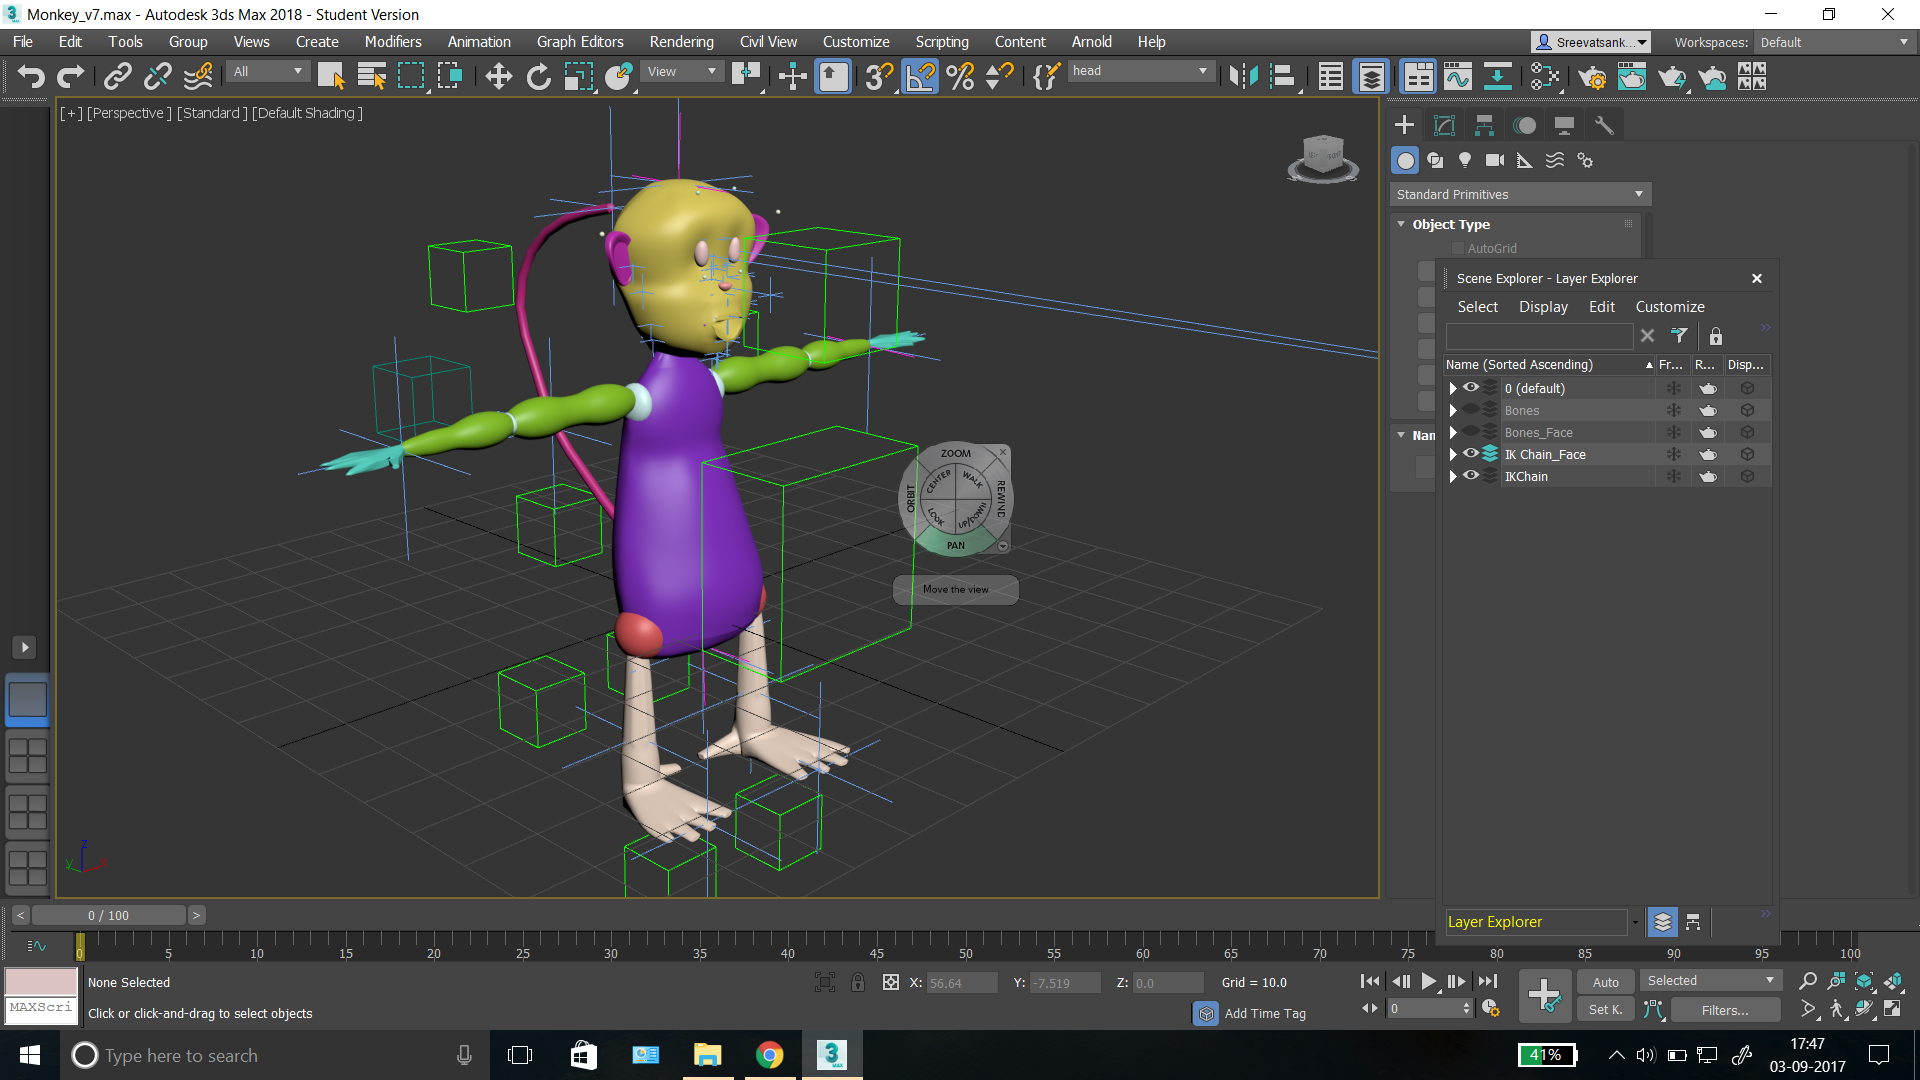 Monkey_v7.max - Autodesk 3ds Max 2018 - Student Version
File Edit Tools Group Views Create Modifiers Animation Graph Editors Rendering Civil View Customize Scripting Content Arnold Help
Sreevatsank...
Workspaces: Default
All
View
head
[ + ] [Perspective ] [Standard ] [Default Shading ]
Standard Primitives
Object Type
AutoGrid
Nan
Scene Explorer - Layer Explorer
Select Display Edit Customize
Name (Sorted Ascending) Fr... R... Disp...
0 (default)
Bones
Bones_Face
IK Chain_Face
IKChain
ZOOM
CENTER
WALK
ORBIT
REWIND
LOOK
UP/DOWN
PAN
Move the view
Layer Explorer
< 0 / 100 >
0 5 10 15 20 25 30 35 40 45 50 55 60 65 70 75 80 85 90 95 100
None Selected
X: 56.64 Y: -7.519 Z: 0.0 Grid = 10.0
Auto Selected
MAXScri
Click or click-and-drag to select objects
Add Time Tag
0
Set K. Filters...
Type here to search
3
MAX
41%
17:47
03-09-2017